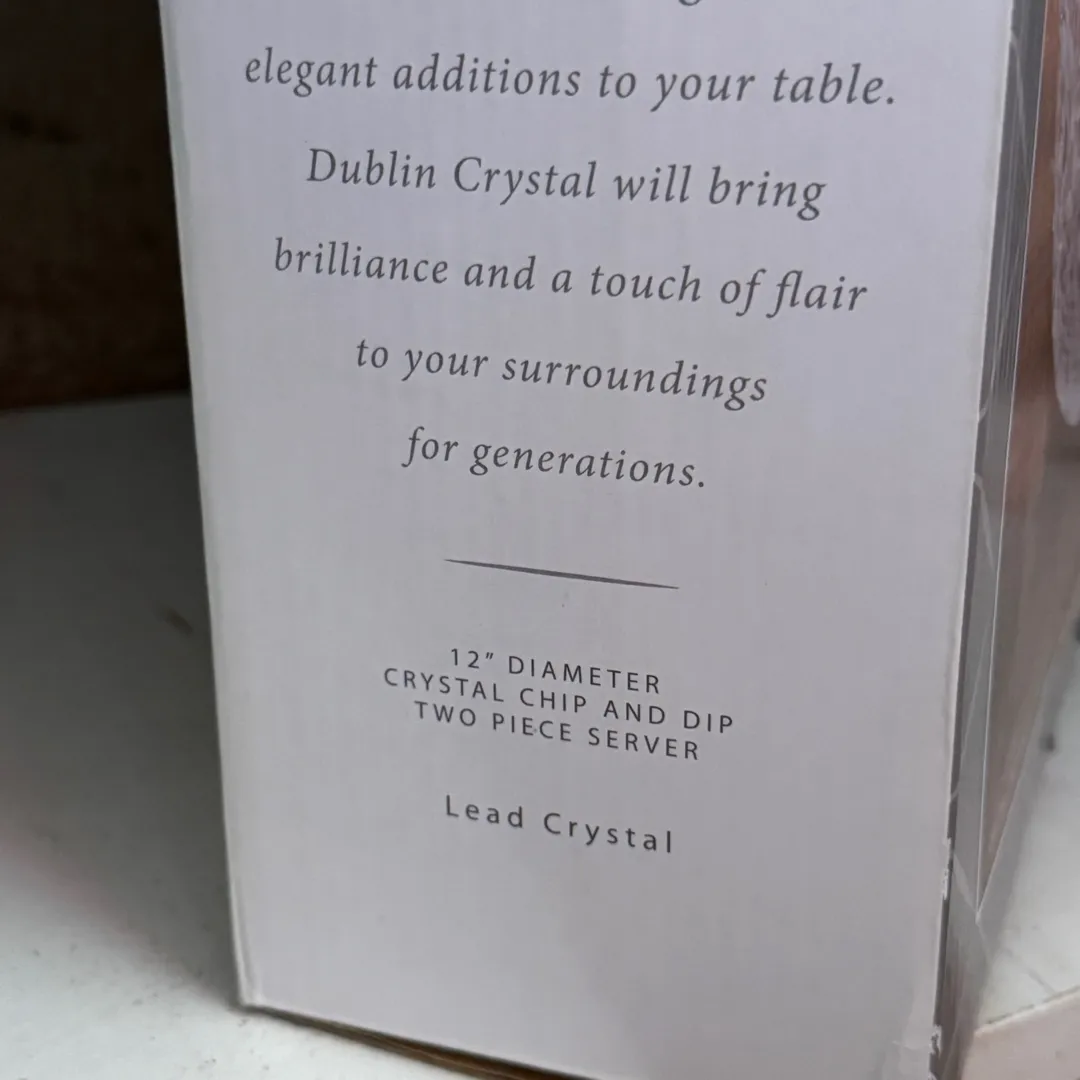 elegant additions to your table.
Dublin Crystal will bring
brilliance and a touch of flair
to your surroundings
for generations.
12" DIAMETER
CRYSTAL CHIP AND DIP
TWO PIECE SERVER
Lead Crystal